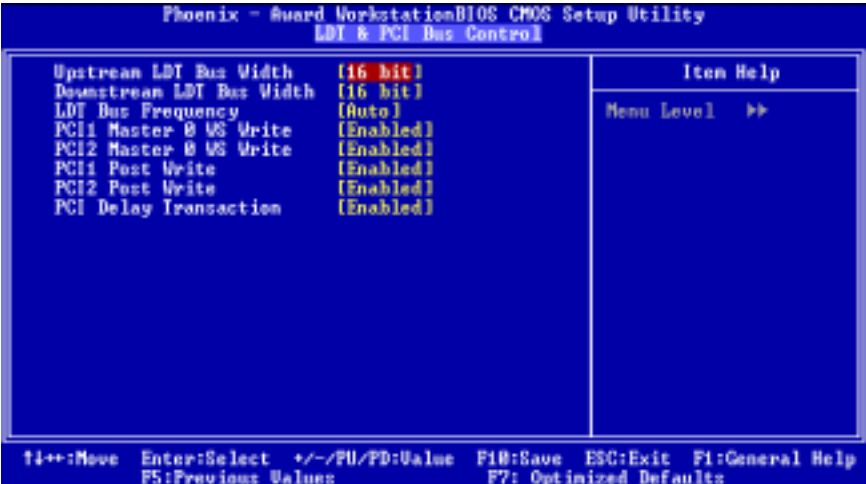 Phoenix - Award WorkstationBIOS CMOS Setup Utility
LDT & PCI Bus Control
Upstream LDT Bus Width [16 bit]
Downstream LDT Bus Width [16 bit]
LDT Bus Frequency [Auto]
PCI1 Master 0 WS Write [Enabled]
PCI2 Master 0 WS Write [Enabled]
PCI1 Post Write [Enabled]
PCI2 Post Write [Enabled]
PCI Delay Transaction [Enabled]
Item Help
Menu Level ▸▸
↑↓→←:Move Enter:Select +/-/PU/PD:Value F10:Save ESC:Exit F1:General Help
F5:Previous Values F7: Optimized Defaults